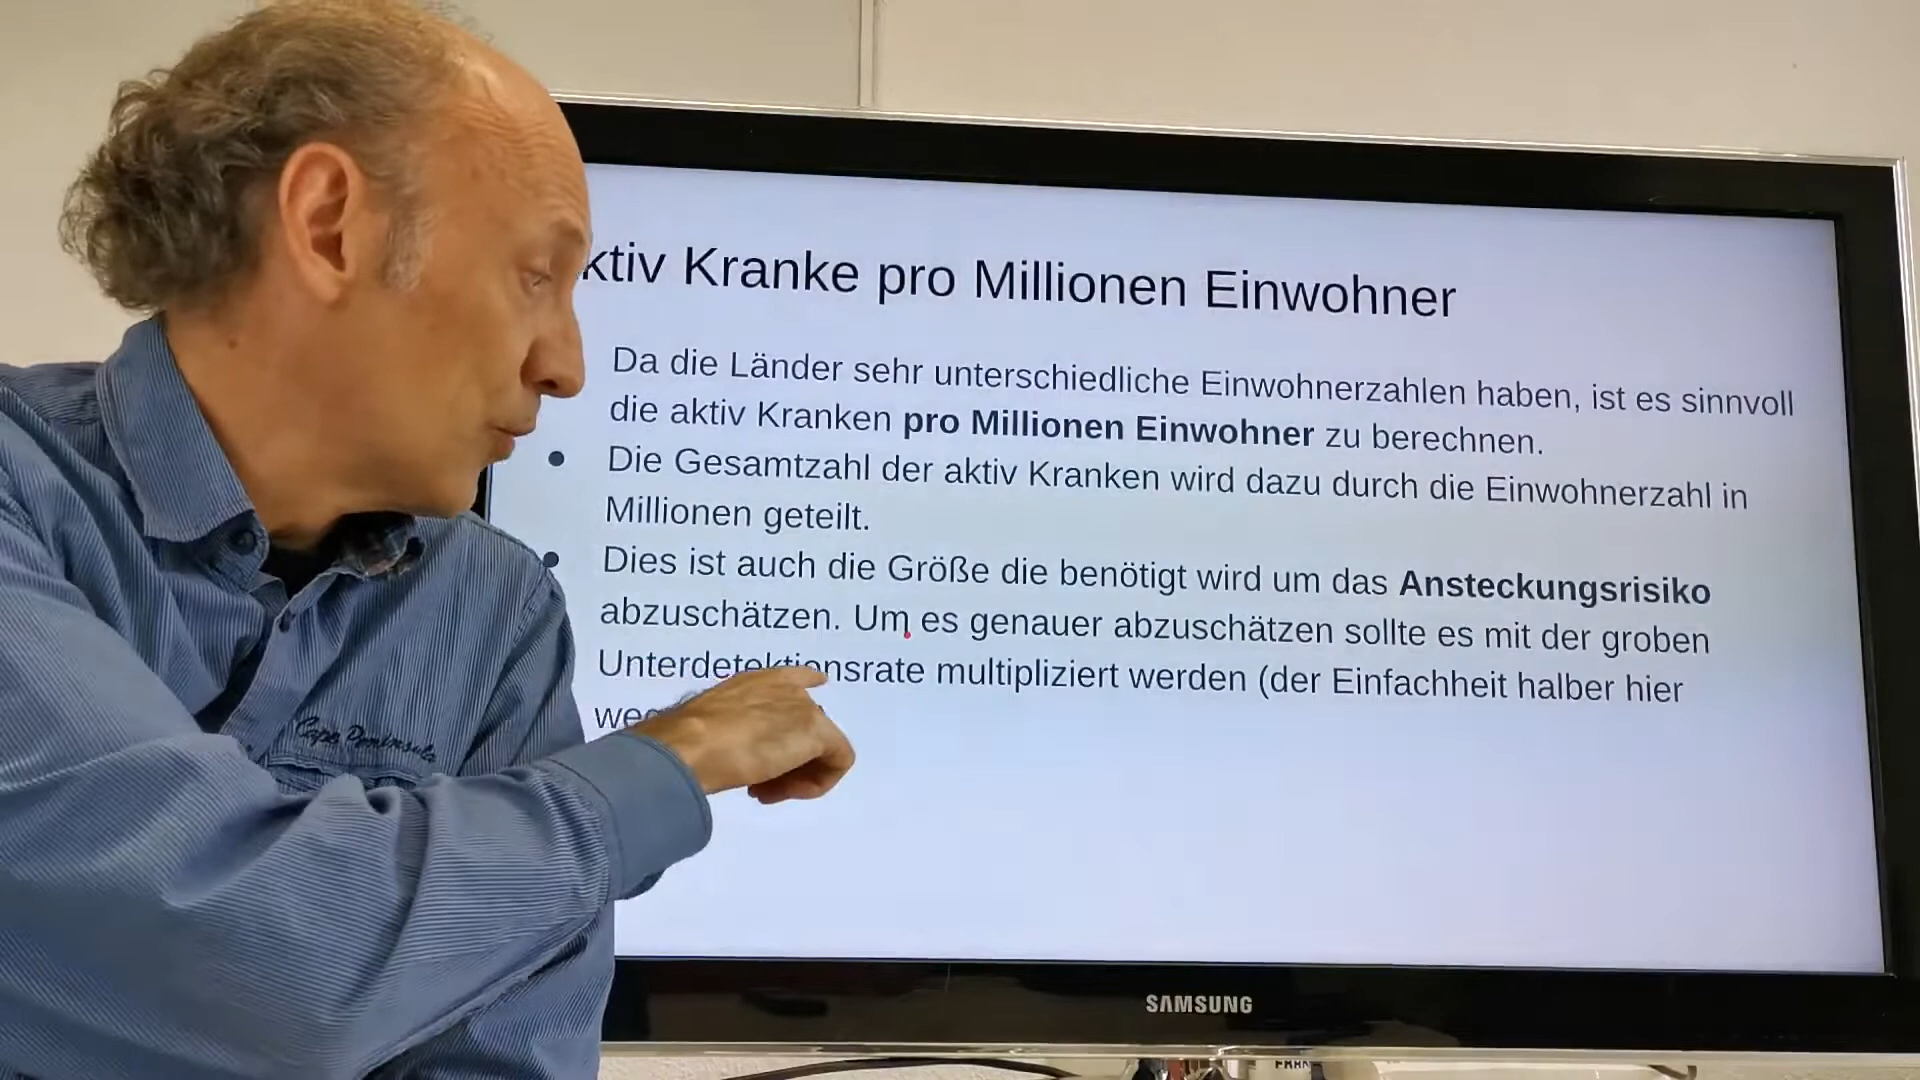 ktiv Kranke pro Millionen Einwohner
Da die Länder sehr unterschiedliche Einwohnerzahlen haben, ist es sinnvoll
die aktiv Kranken pro Millionen Einwohner zu berechnen.
• Die Gesamtzahl der aktiv Kranken wird dazu durch die Einwohnerzahl in
Millionen geteilt.
• Dies ist auch die Größe die benötigt wird um das Ansteckungsrisiko
abzuschätzen. Um es genauer abzuschätzen sollte es mit der groben
Unterdetektionsrate multipliziert werden (der Einfachheit halber hier
Cape Peninsula
SAMSUNG